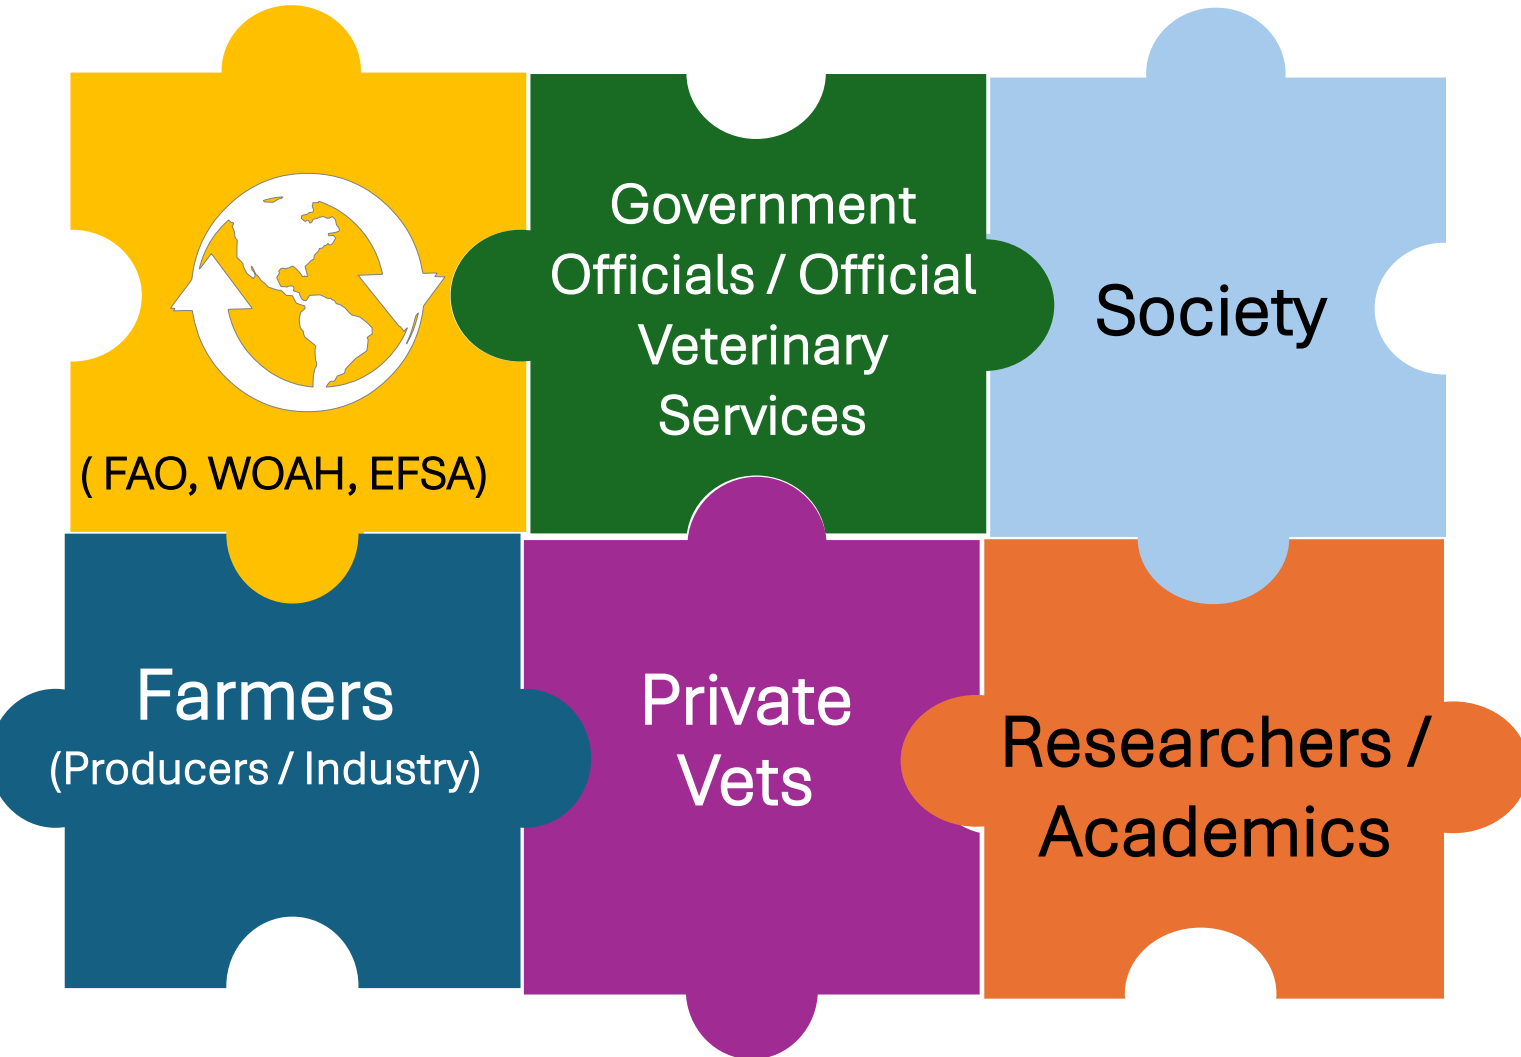 ( FAO, WOAH, EFSA)
Government
Officials / Official
Veterinary
Services
Society
Farmers
(Producers / Industry)
Private
Vets
Researchers /
Academics